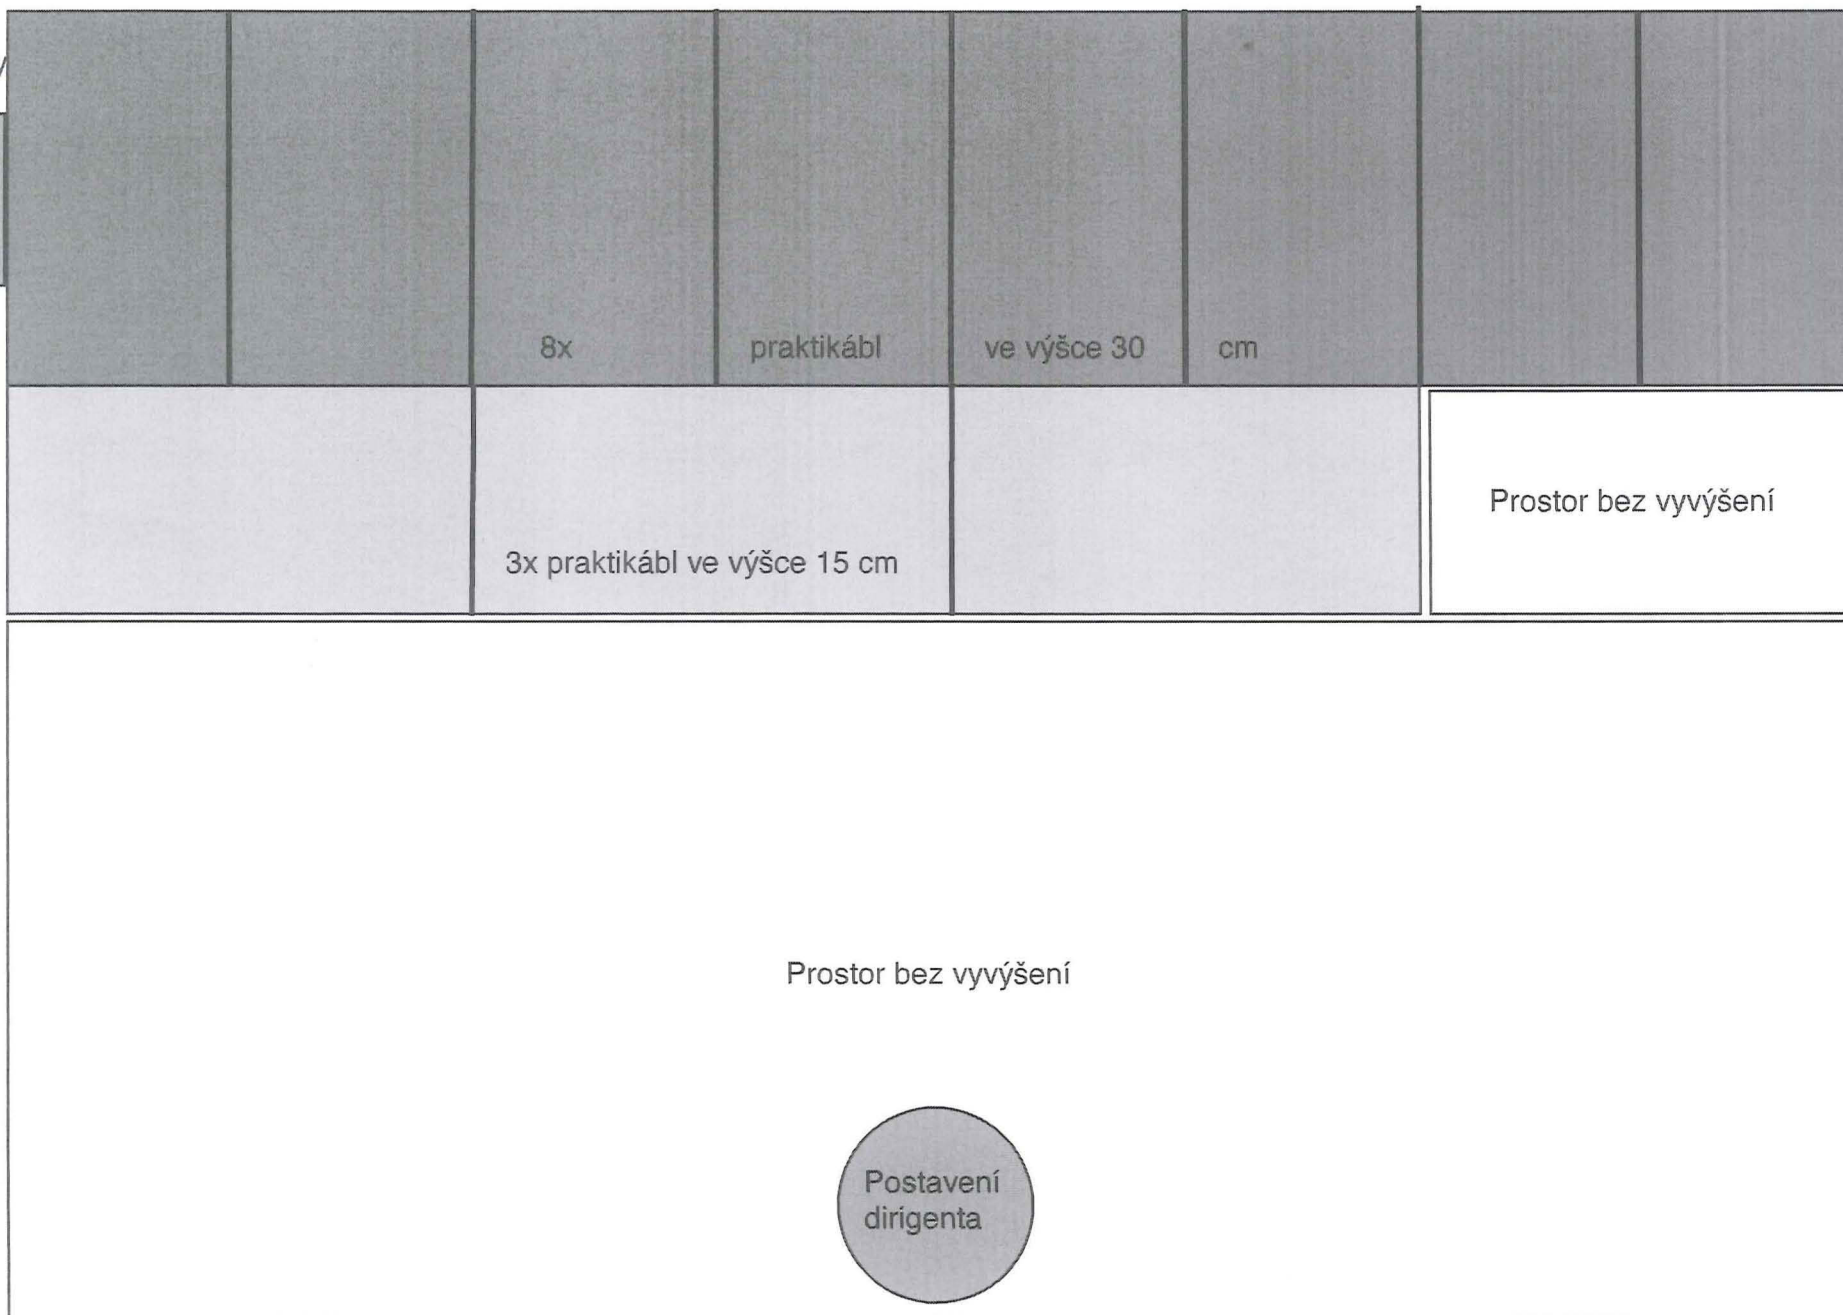 8x praktikábl ve výšce 30 cm
Prostor bez vyvýšení
3x praktikábl ve výšce 15 cm
Prostor bez vyvýšení
Postavení
dirigenta